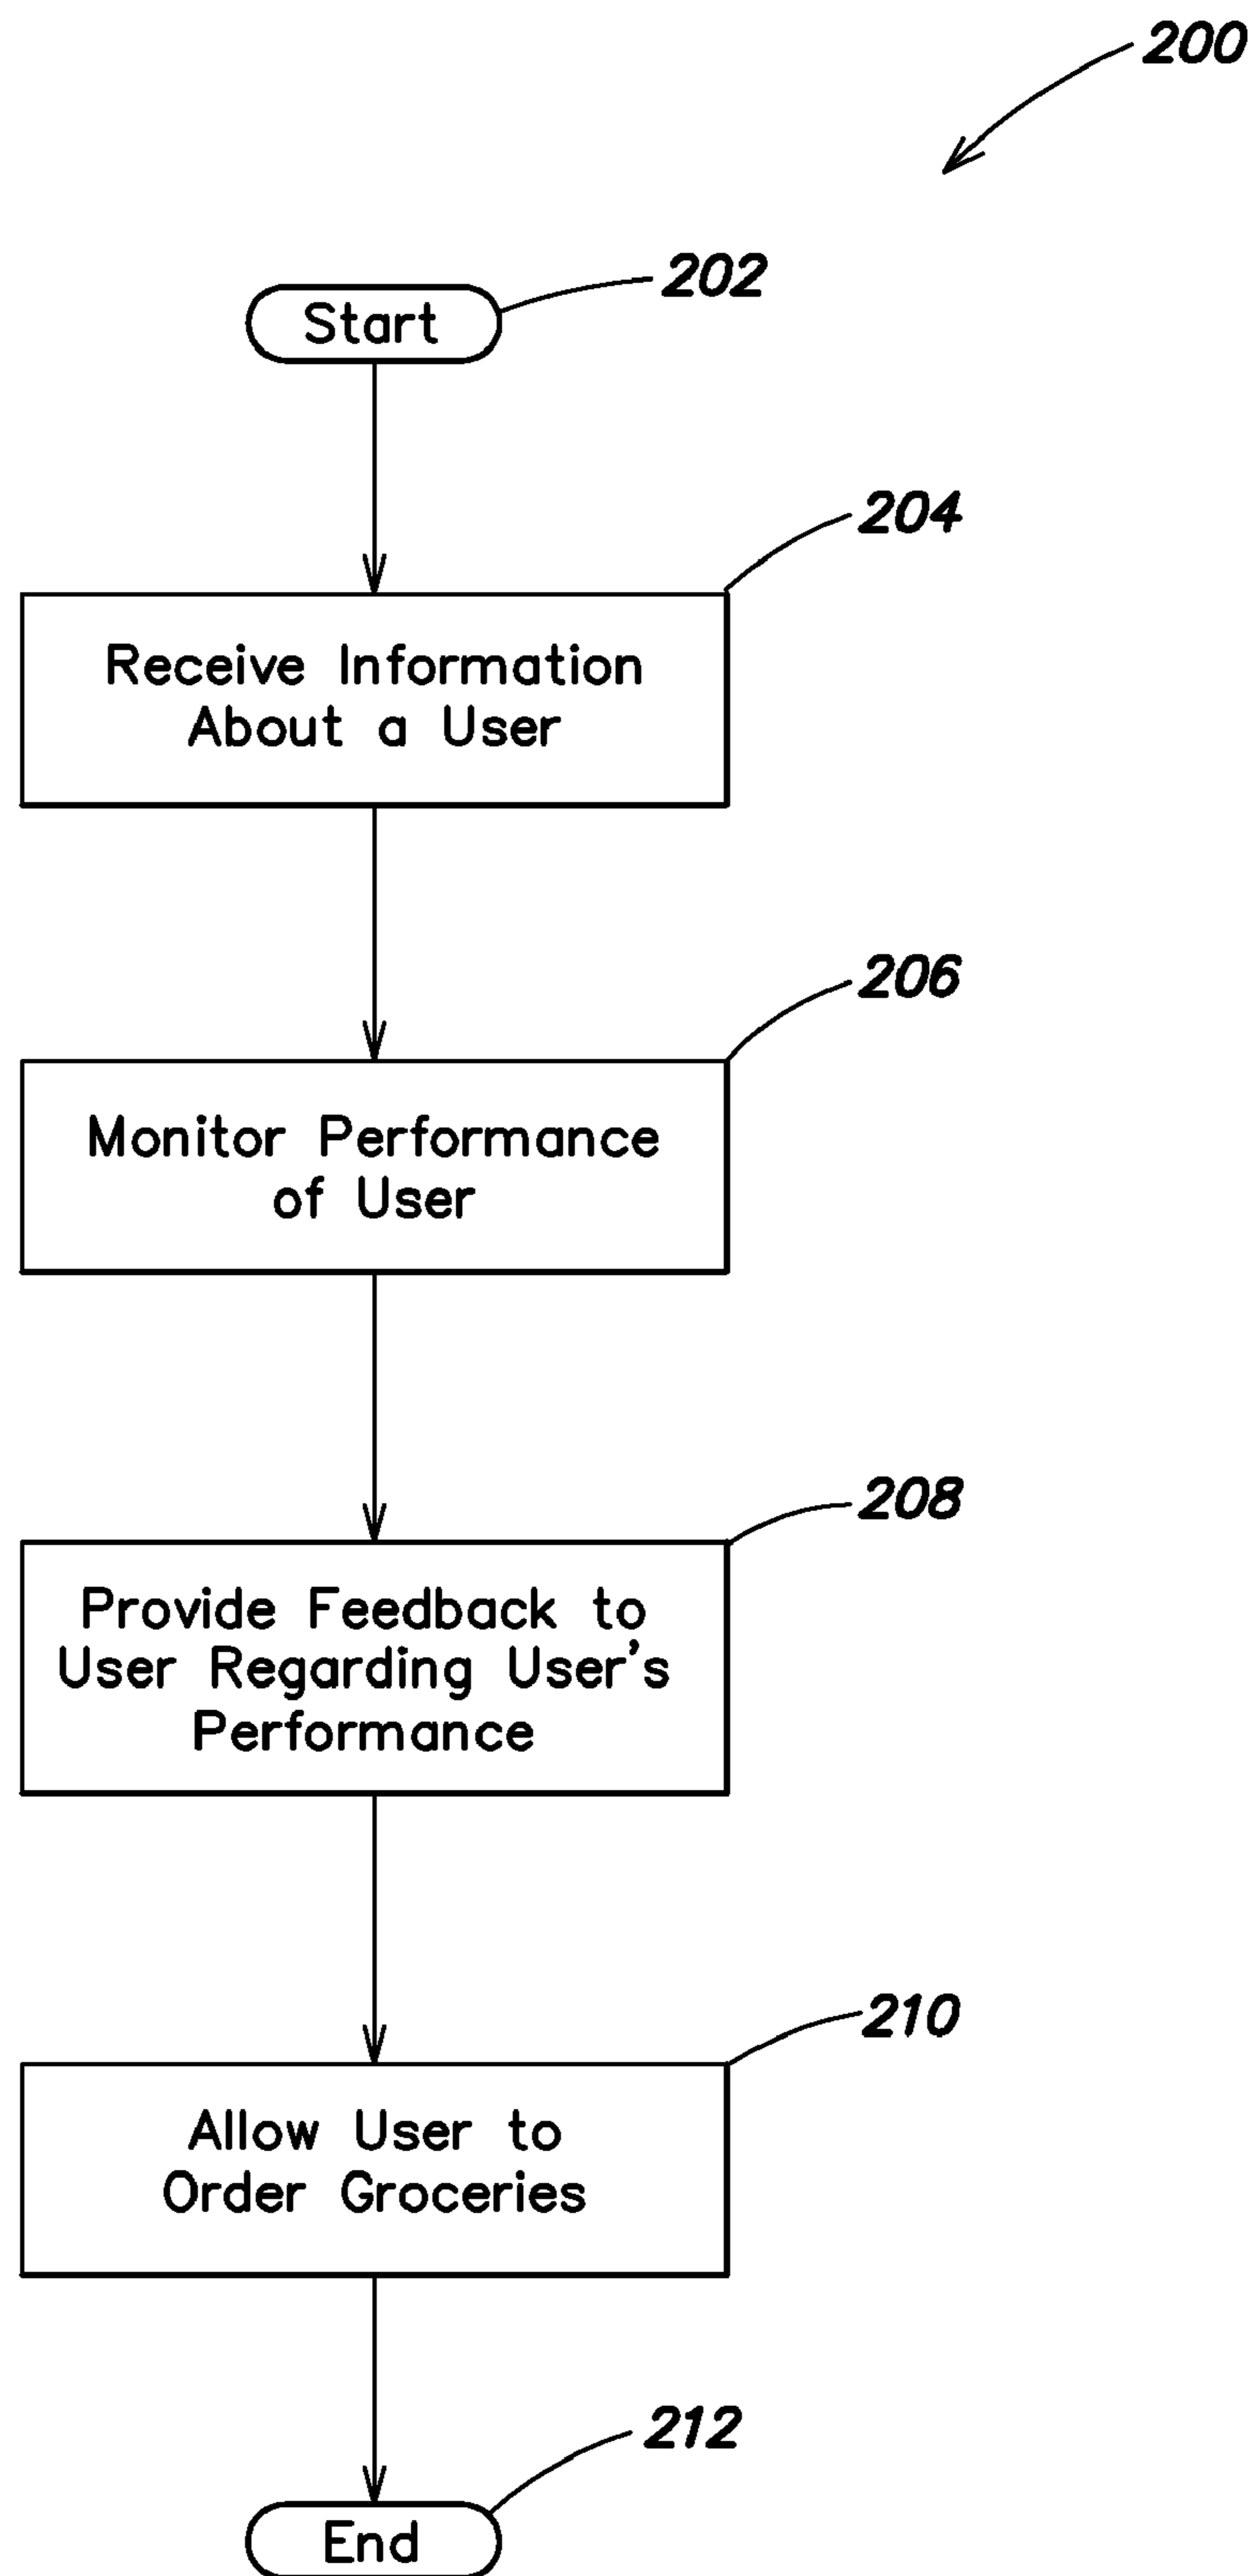 200
202
Start
204
Receive Information
About a User
206
Monitor Performance
of User
208
Provide Feedback to
User Regarding User's
Performance
210
Allow User to
Order Groceries
212
End